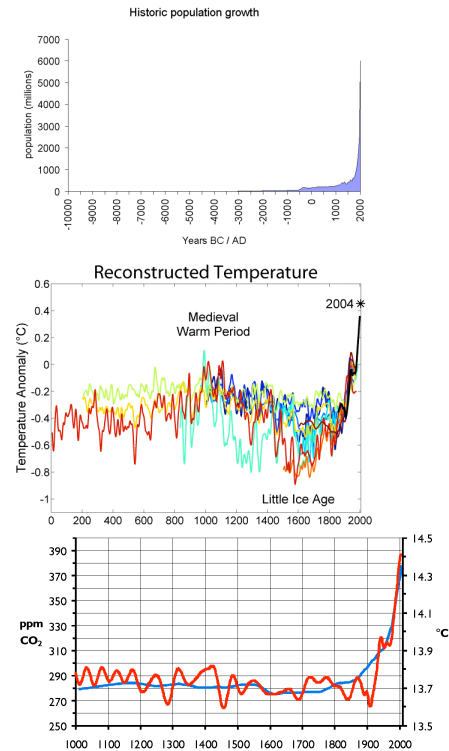 Historic population growth
7000
6000
5000
4000
3000
2000
1000
0
population (millions)
-10000 -9000 -8000 -7000 -6000 -5000 -4000 -3000 -2000 -1000 0 1000 2000
Years BC / AD
Reconstructed Temperature
0.6
0.4
0.2
0
-0.2
-0.4
-0.6
-0.8
-1
Temperature Anomaly (°C)
2004 *
Medieval
Warm Period
Little Ice Age
0 200 400 600 800 1000 1200 1400 1600 1800 2000
390
370
350
330
310
290
270
250
ppm
CO₂
14.5
14.3
14.1
13.9
13.7
13.5
°C
1000 1100 1200 1300 1400 1500 1600 1700 1800 1900 2000